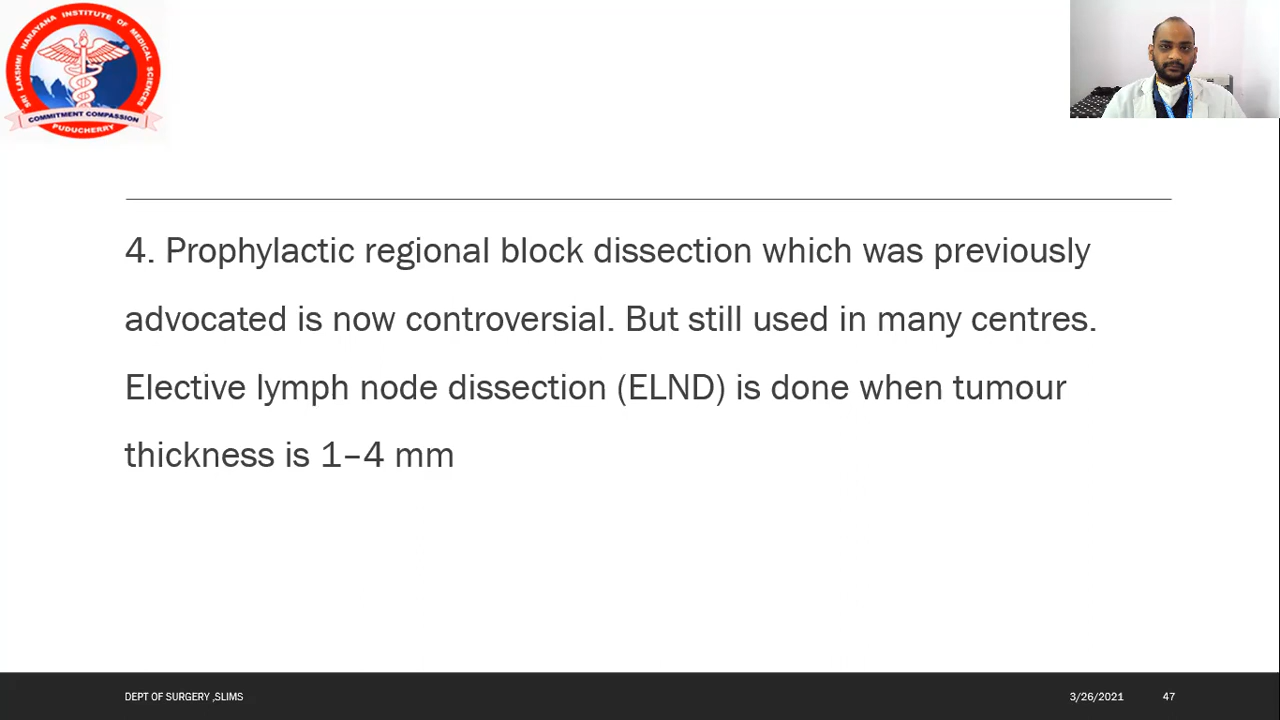 SRI LAKSHMI NARAYANA INSTITUTE OF MEDICAL SCIENCES
COMMITMENT COMPASSION
PUDUCHERRY
4. Prophylactic regional block dissection which was previously
advocated is now controversial. But still used in many centres.
Elective lymph node dissection (ELND) is done when tumour
thickness is 1–4 mm
DEPT OF SURGERY ,SLIMS
3/26/2021
47